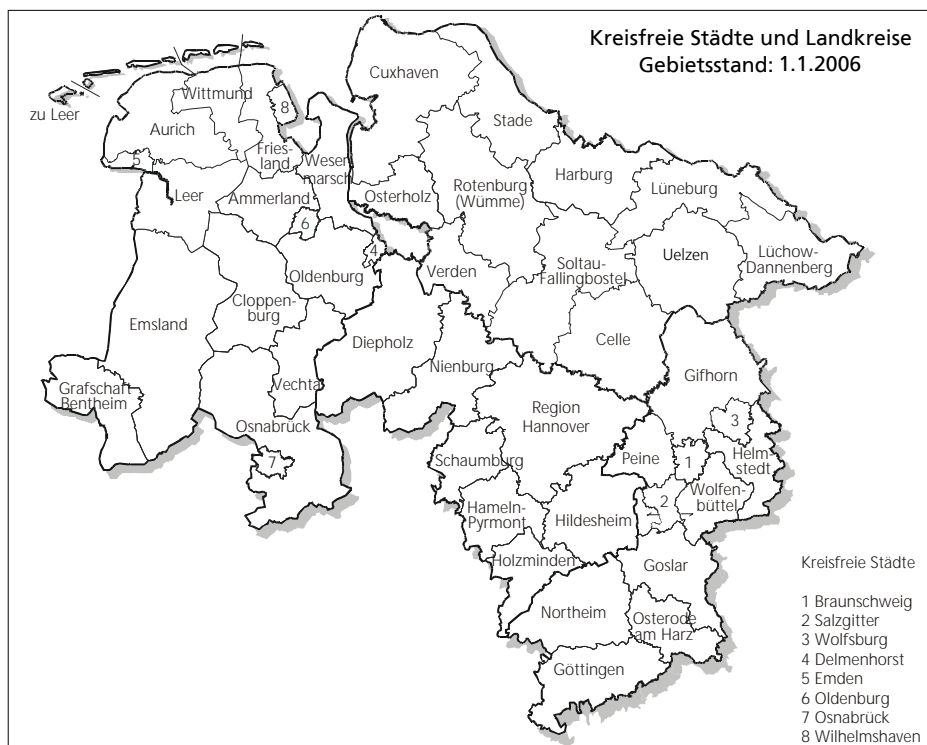 Kreisfreie Städte und Landkreise
Gebietsstand: 1.1.2006
zu Leer
Wittmund
Aurich
8
5
Fries-
land
Weser
marsch
Leer
Ammerland
6
Cuxhaven
Stade
Osterholz
Rotenburg
(Wümme)
Harburg
Lüneburg
4
Oldenburg
Verden
Soltau-
Fallingbostel
Uelzen
Lüchow-
Dannenberg
Emsland
Cloppen-
burg
Diepholz
Celle
Nienburg
Gifhorn
Grafschaft
Bentheim
Vechta
Osnabrück
7
Region
Hannover
3
Schaumburg
Peine
1
Helm-
stedt
Hameln-
Pyrmont
Hildesheim
2
Wolfen-
büttel
Holzminden
Goslar
Northeim
Osterode
am Harz
Göttingen
Kreisfreie Städte
1 Braunschweig
2 Salzgitter
3 Wolfsburg
4 Delmenhorst
5 Emden
6 Oldenburg
7 Osnabrück
8 Wilhelmshaven